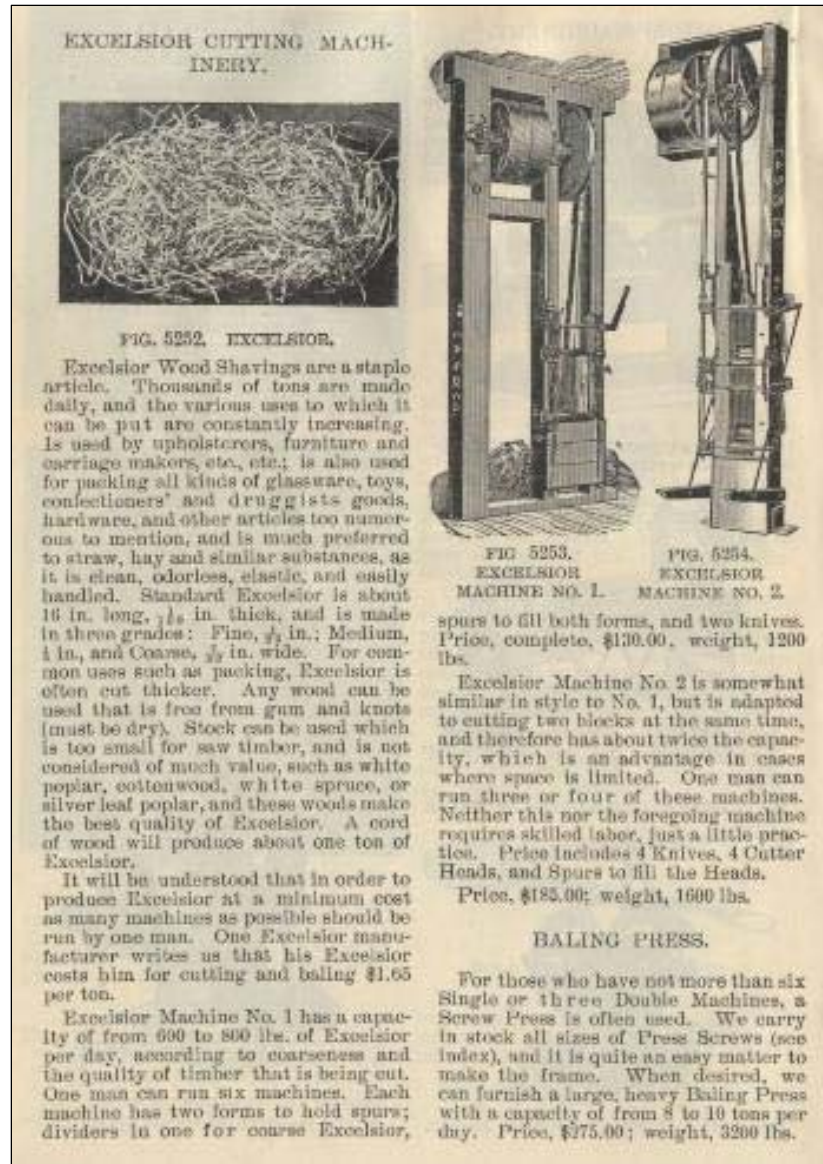 EXCELSIOR CUTTING MACH-
INERY.
FIG. 5252. EXCELSIOR.
Excelsior Wood Shavings are a staple
article. Thousands of tons are made
daily, and the various uses to which it
can be put are constantly increasing.
Is used by upholsterers, furniture and
carriage makers, etc., etc.; is also used
for packing all kinds of glassware, toys,
confectioners' and druggists goods,
hardware, and other articles too numer-
ous to mention, and is much preferred
to straw, hay and similar substances, as
it is clean, odorless, elastic, and easily
handled. Standard Excelsior is about
16 in. long, in. thick, and is made
in three grades: Fine, in.; Medium,
in., and Coarse, in. wide. For com-
mon uses such as packing, Excelsior is
often cut thicker. Any wood can be
used that is free from gum and knots
(must be dry). Stock can be used which
is too small for saw timber, and is not
considered of much value, such as white
poplar, cottonwood, white spruce, or
silver leaf poplar, and these woods make
the best quality of Excelsior. A cord
of wood will produce about one ton of
Excelsior.
It will be understood that in order to
produce Excelsior at a minimum cost
as many machines as possible should be
run by one man. One Excelsior manu-
facturer writes us that his Excelsior
costs him for cutting and baling $1.65
per ton.
Excelsior Machine No. 1 has a capac-
ity of from 600 to 800 lbs. of Excelsior
per day, according to coarseness and
the quality of timber that is being cut.
One man can run six machines. Each
machine has two forms to hold spurs;
dividers in one for coarse Excelsior,
FIG 5253.
EXCELSIOR
MACHINE NO. 1.
FIG. 5254.
EXCELSIOR
MACHINE NO. 2.
spurs to fill both forms, and two knives.
Price, complete, $130.00, weight, 1200
lbs.
Excelsior Machine No. 2 is somewhat
similar in style to No. 1, but is adapted
to cutting two blocks at the same time,
and therefore has about twice the capac-
ity, which is an advantage in cases
where space is limited. One man can
run three or four of these machines.
Neither this nor the foregoing machine
requires skilled labor, just a little prac-
tice. Price includes 4 Knives, 4 Cutter
Heads, and Spurs to fill the Heads.
Price, $185.00; weight, 1600 lbs.
BALING PRESS.
For those who have not more than six
Single or three Double Machines, a
Screw Press is often used. We carry
in stock all sizes of Press Screws (see
index), and it is quite an easy matter to
make the frame. When desired, we
can furnish a large, heavy Baling Press
with a capacity of from 8 to 10 tons per
day. Price, $275.00; weight, 3200 lbs.